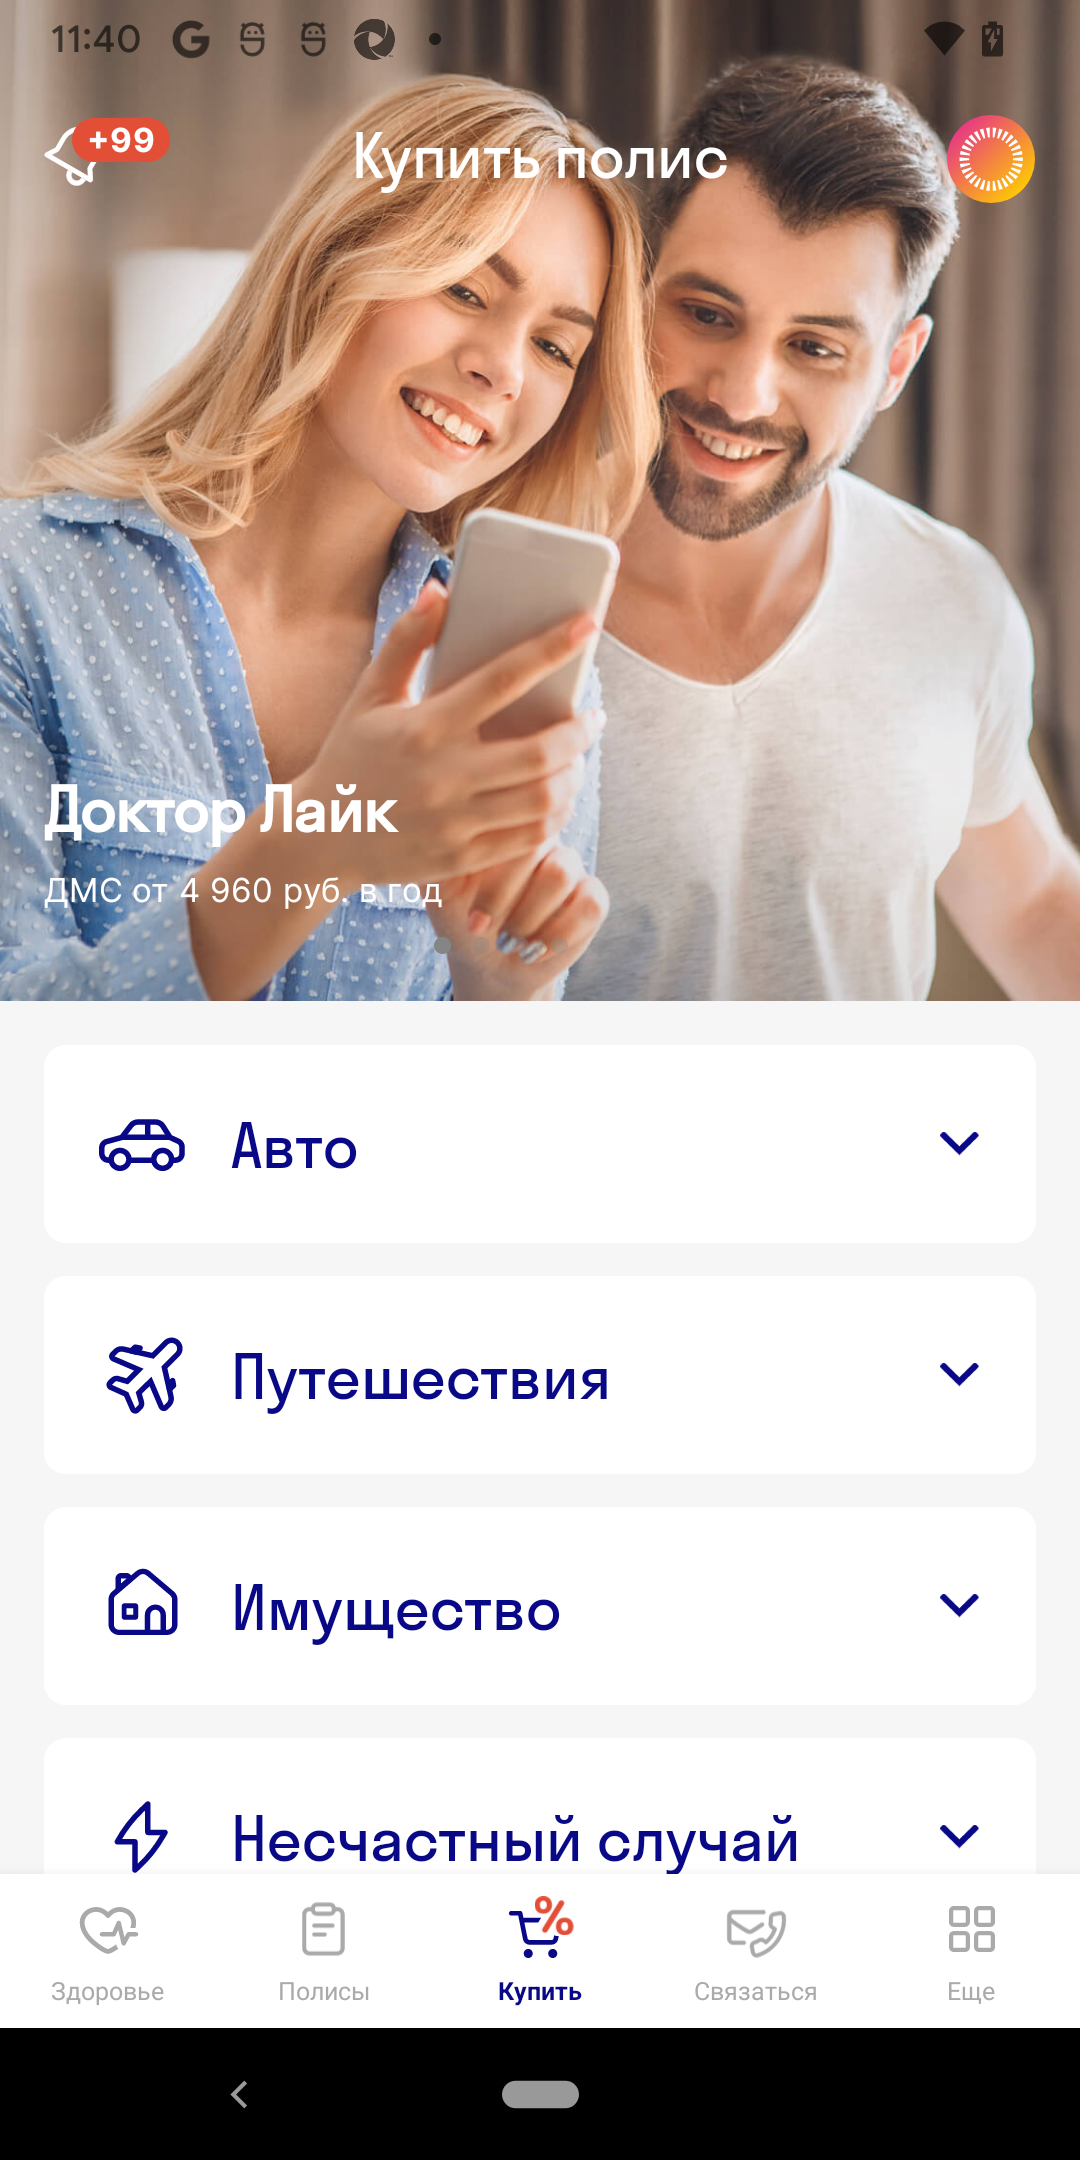 11:40
+99
Купить полис
Доктор Лайк
ДМС от 4 960 руб. в год
Авто
Путешествия
Имущество
Несчастный случай
Здоровье
Полисы
%
Купить
Связаться
Еще